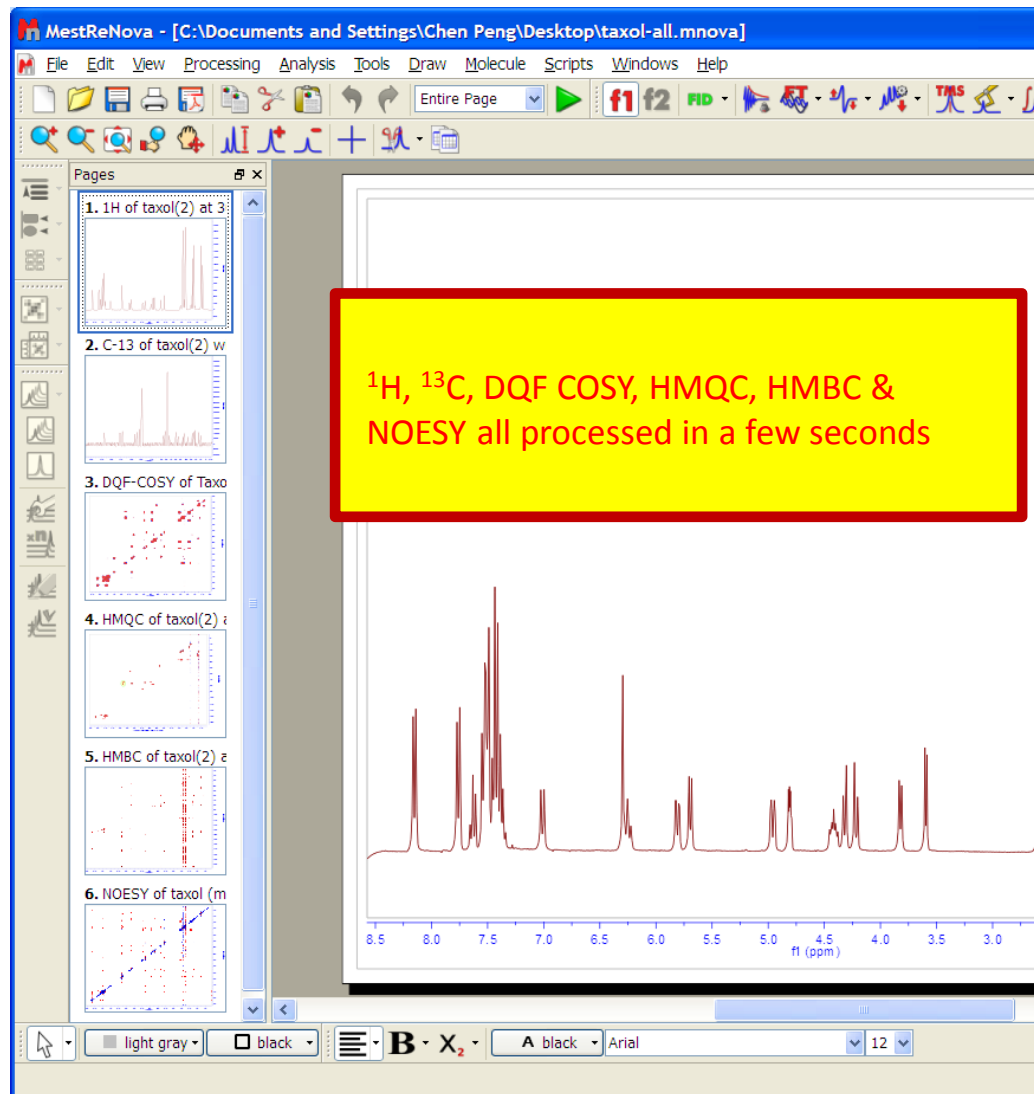 MestReNova - [C:\Documents and Settings\Chen Peng\Desktop\taxol-all.mnova]
File Edit View Processing Analysis Tools Draw Molecule Scripts Windows Help
Entire Page f1 f2 FID TMS
Pages
1. 1H of taxol(2) at 3
2. C-13 of taxol(2) w
3. DQF-COSY of Taxo
4. HMQC of taxol(2) a
5. HMBC of taxol(2) a
6. NOESY of taxol (m
¹H, ¹³C, DQF COSY, HMQC, HMBC &
NOESY all processed in a few seconds
8.5 8.0 7.5 7.0 6.5 6.0 5.5 5.0 4.5 4.0 3.5 3.0
f1 (ppm)
light gray black B X₂ A black Arial 12